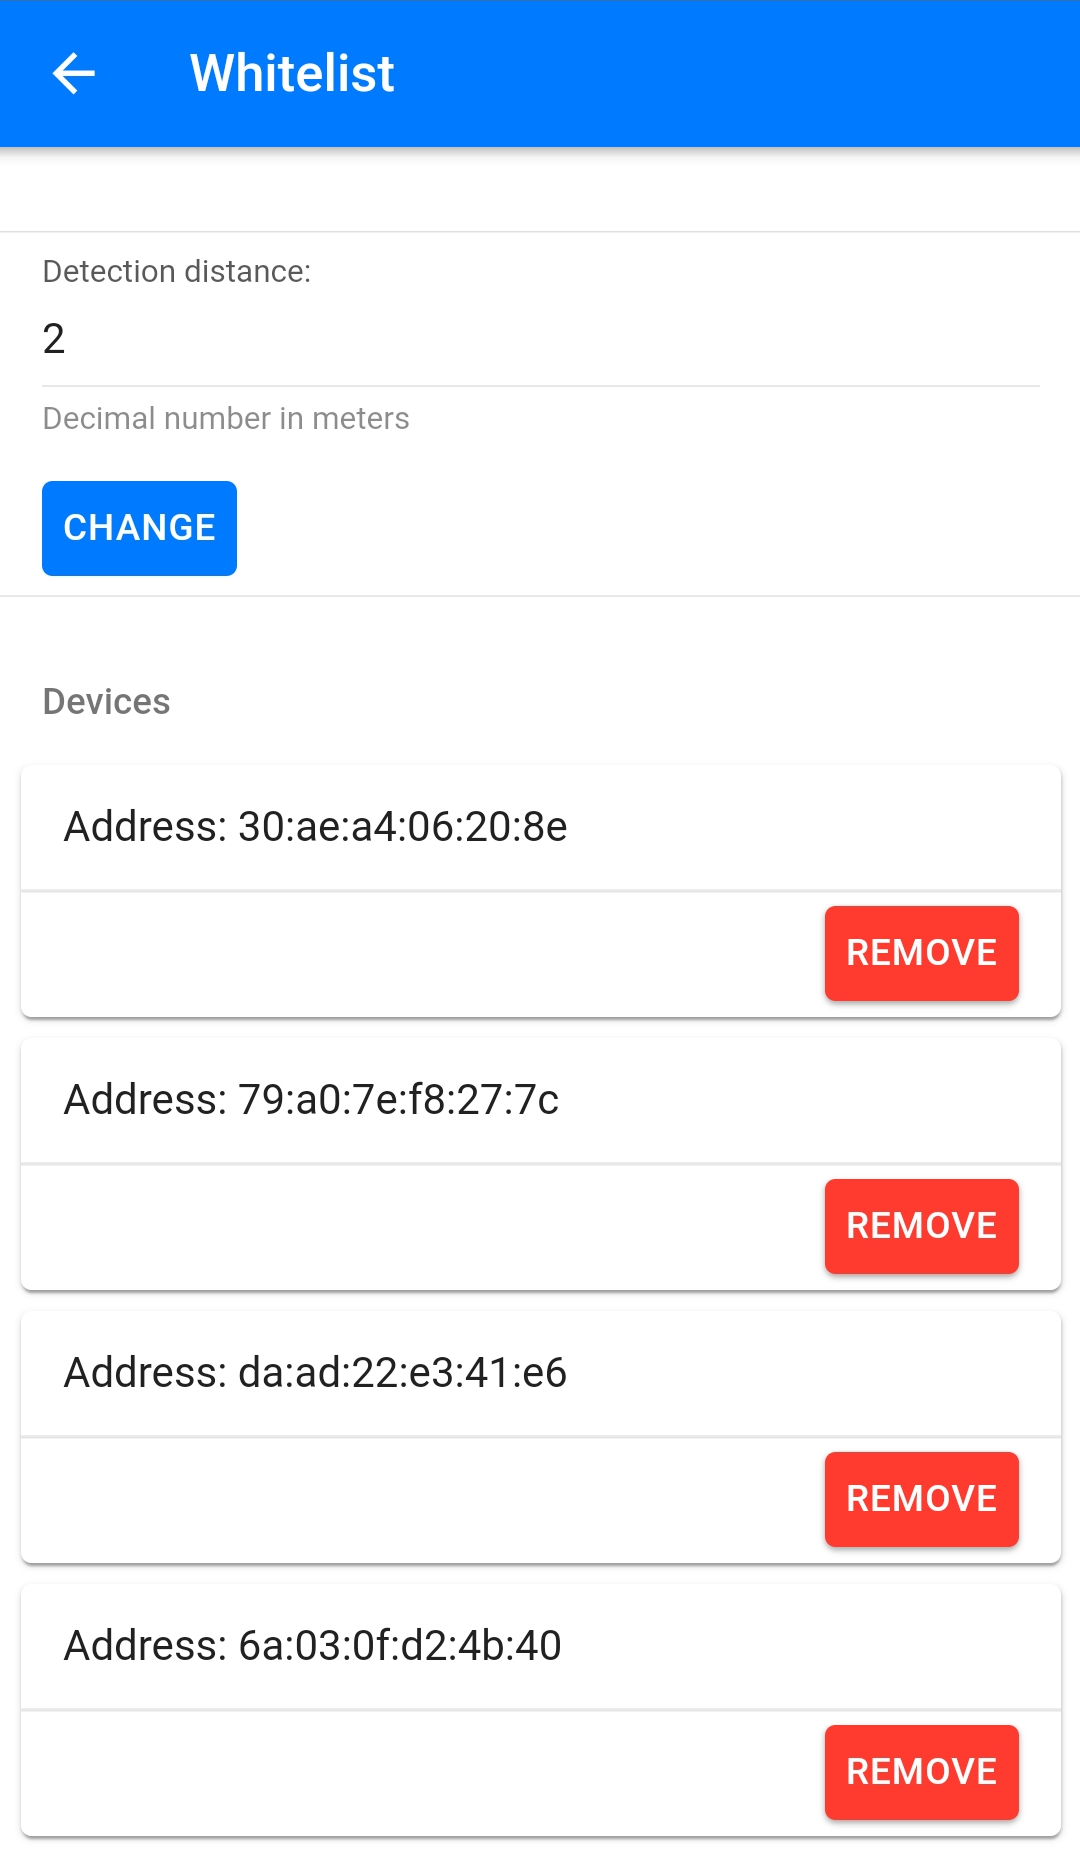 Whitelist
Detection distance:
2
Decimal number in meters
CHANGE
Devices
Address: 30:ae:a4:06:20:8e
REMOVE
Address: 79:a0:7e:f8:27:7c
REMOVE
Address: da:ad:22:e3:41:e6
REMOVE
Address: 6a:03:0f:d2:4b:40
REMOVE